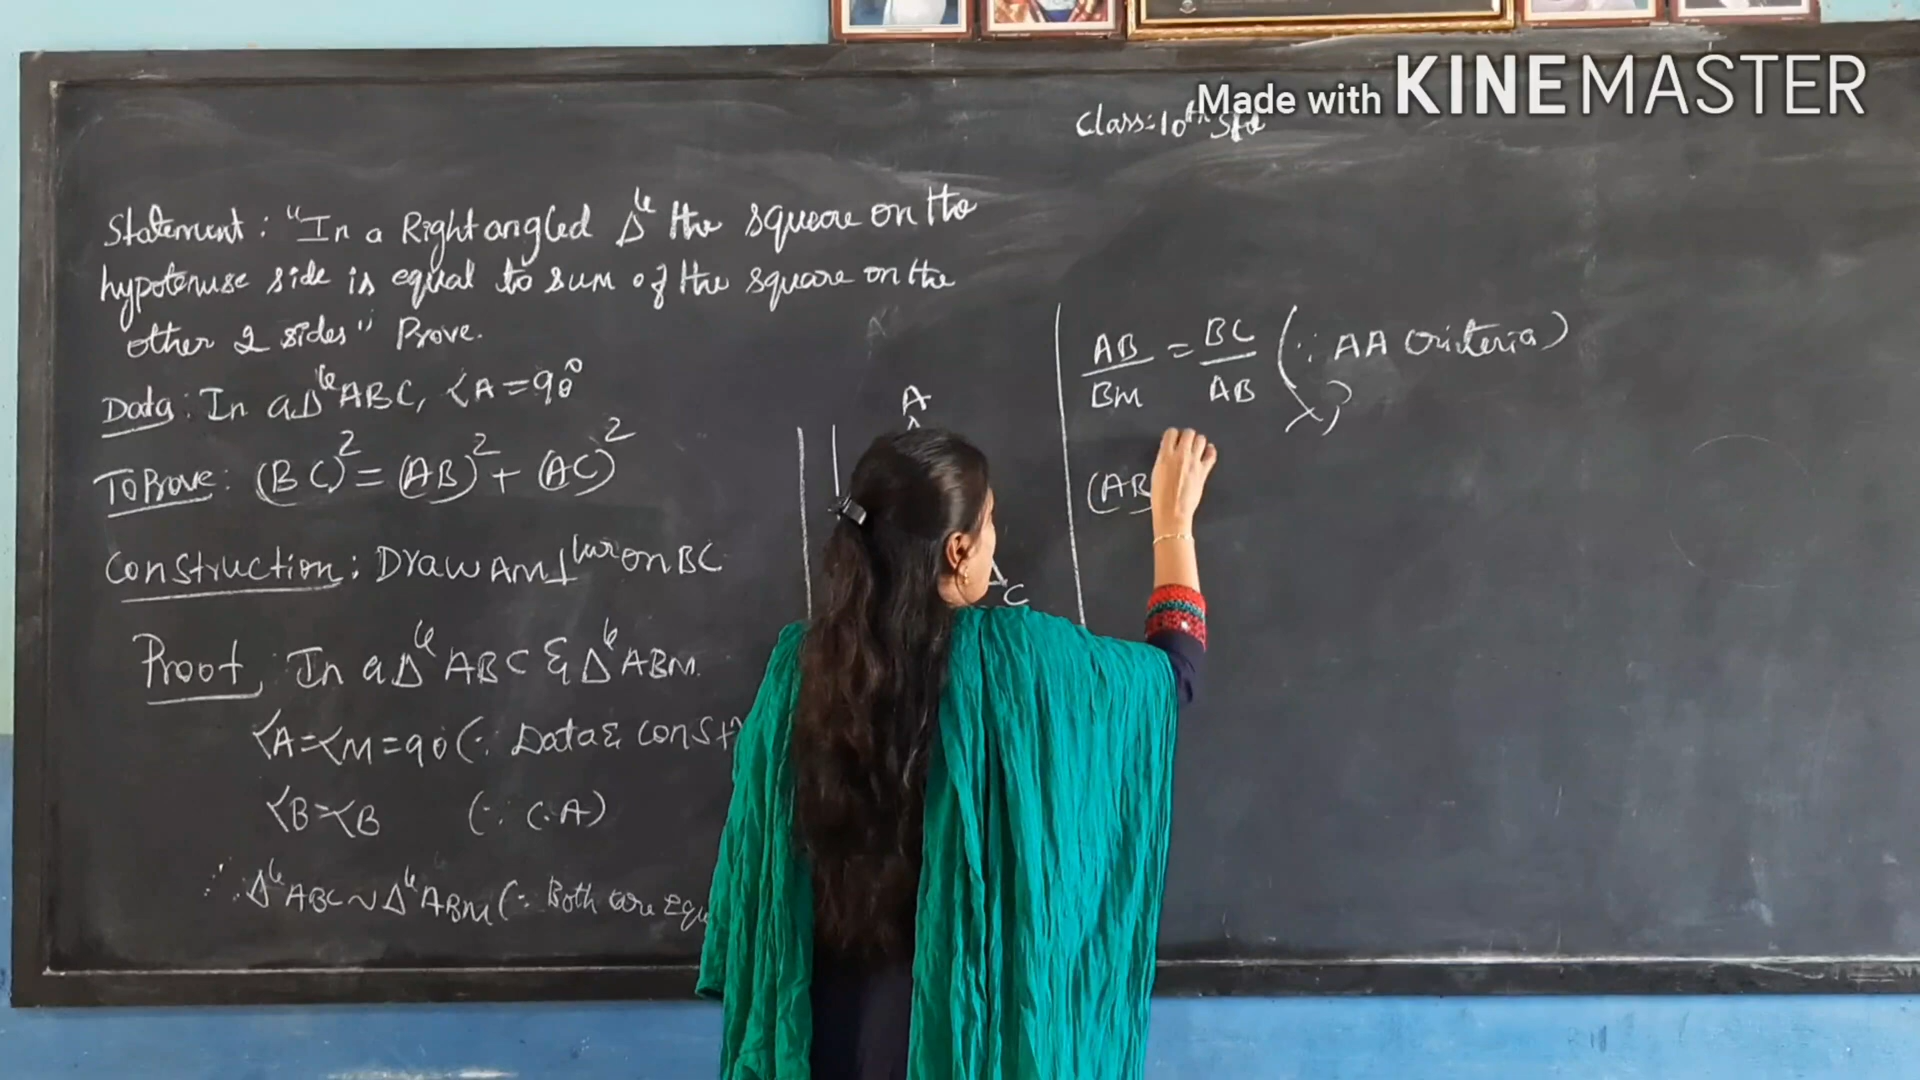 Made with KINEMASTER
Class: 10th Std
Statement: "In a Right angled Δle the square on the
hypotenuse side is equal to sum of the square on the
other 2 sides" Prove.
Data: In a Δle ABC, ∠A = 90°
To Prove: (BC)² = (AB)² + (AC)²
Construction: Draw AM ⊥lar on BC
Proof: In a Δle ABC & Δle ABM
∠A = ∠M = 90 (∵ Data & Const
∠B = ∠B (∵ C.A)
∴ Δle ABC ~ Δle ABM (∵ Both are Equ
A
C
AB/BM = BC/AB (∵ AA criteria)
(AB